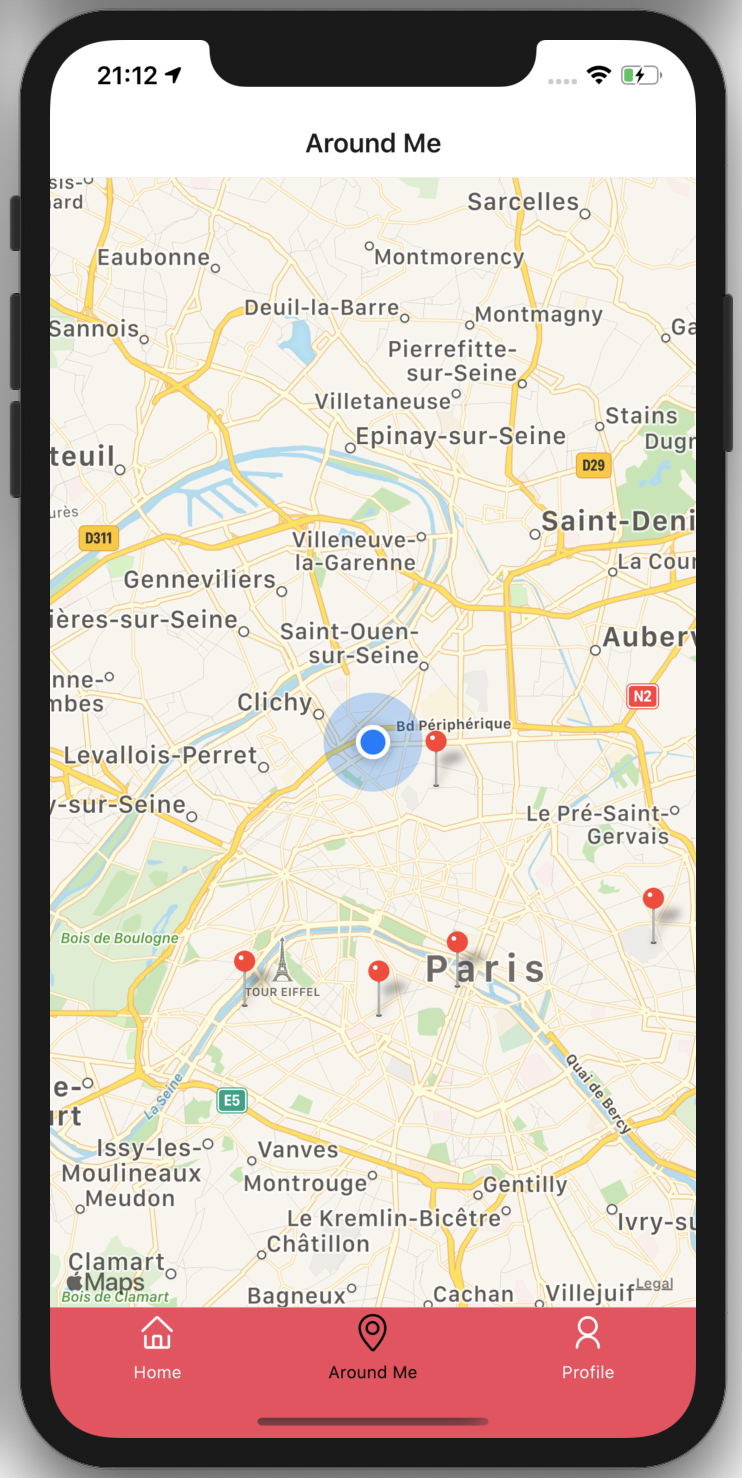 21:12
Around Me
sis-
ard
Sarcelles
Eaubonne
Montmorency
Deuil-la-Barre
Montmagny
Sannois
Ga
Pierrefitte-
sur-Seine
Villetaneuse
Stains
Epinay-sur-Seine
Dugr
teuil
D29
urès
Saint-Deni
D311
Villeneuve-
la-Garenne
La Cour
Genneviliers
ières-sur-Seine
Saint-Ouen-
sur-Seine
Auberv
nne-
mbes
N2
Clichy
Bd Périphérique
Levallois-Perret
y-sur-Seine
Le Pré-Saint-
Gervais
Bois de Boulogne
Paris
TOUR EIFFEL
La Seine
Quai de Bercy
e-
urt
E5
Issy-les-
Moulineaux
Vanves
Montrouge
Gentilly
Meudon
Le Kremlin-Bicêtre
Ivry-su
Châtillon
Clamart
Maps
Bois de Clamart
Bagneux
Cachan
Villejuif
Legal
Home
Around Me
Profile